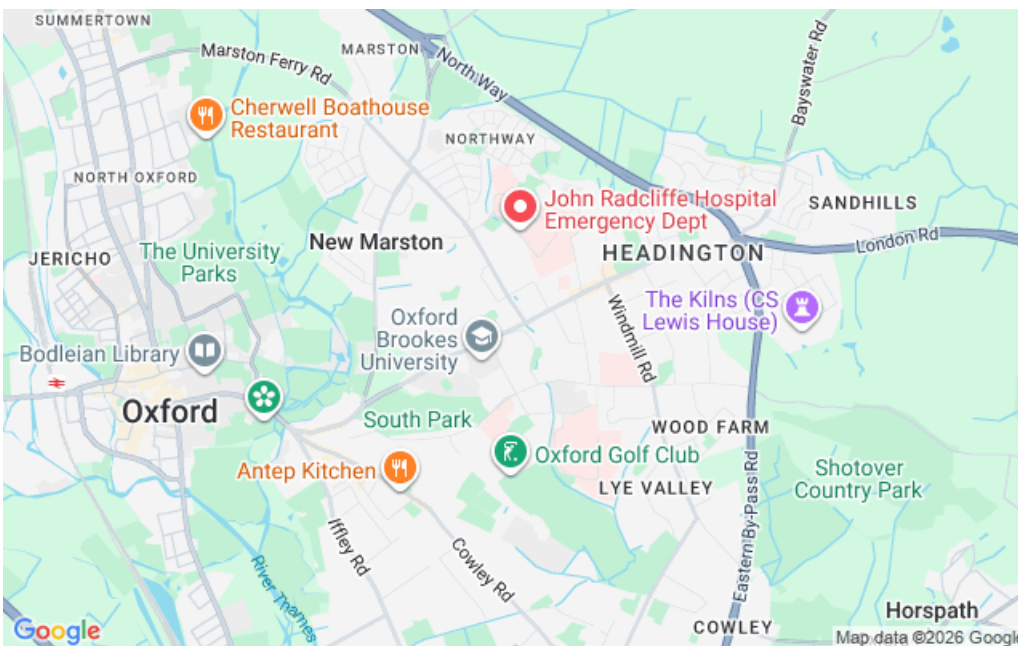 SUMMERTOWN
Marston Ferry Rd
MARSTON
North Way
Bayswater Rd
Cherwell Boathouse
Restaurant
NORTHWAY
NORTH OXFORD
John Radcliffe Hospital
Emergency Dept
SANDHILLS
New Marston
London Rd
HEADINGTON
JERICHO
The University
Parks
The Kilns (CS
Lewis House)
Windmill Rd
Oxford
Brookes
University
Bodleian Library
Oxford
South Park
WOOD FARM
Oxford Golf Club
Antep Kitchen
Shotover
Country Park
LYE VALLEY
Eastern By-Pass Rd
Iffley Rd
Cowley Rd
River Thames
Horspath
COWLEY
Google
Map data ©2026 Google